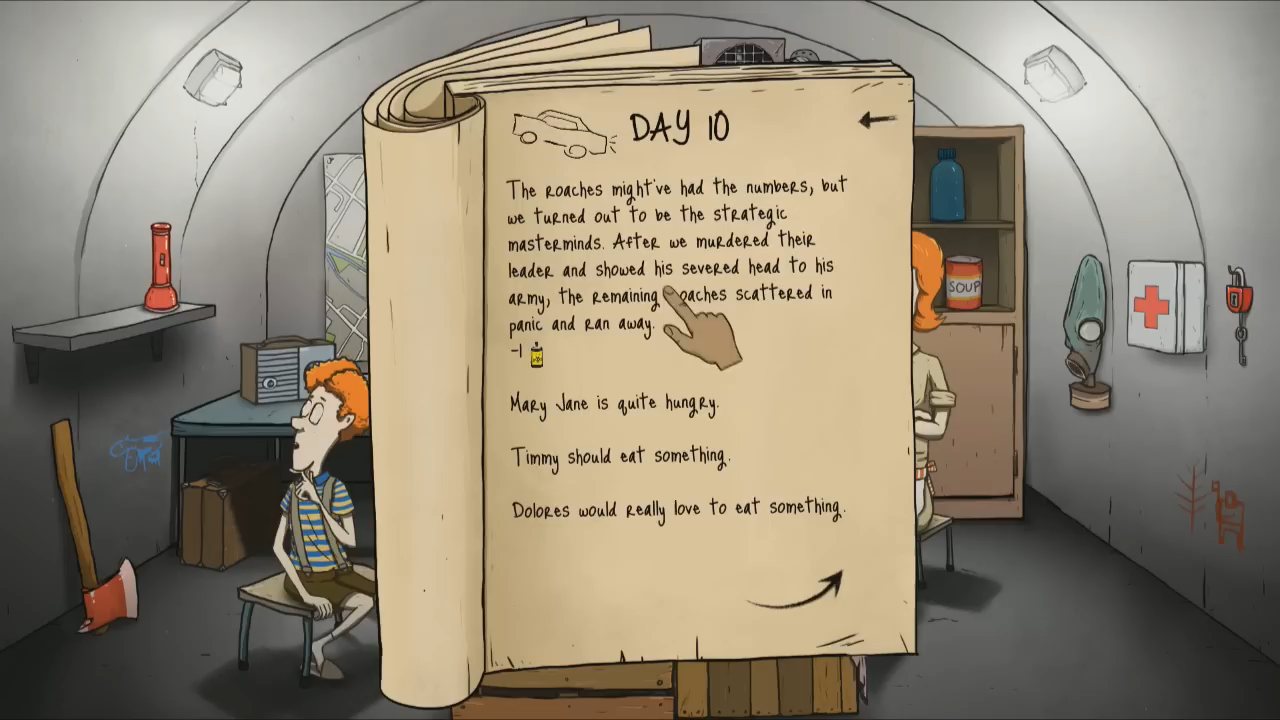 DAY 10
The roaches might've had the numbers, but
we turned out to be the strategic
masterminds. After we murdered their
leader and showed his severed head to his
army, the remaining oaches scattered in
panic and ran away.
-1
Mary Jane is quite hungry.
Timmy should eat something.
Dolores would really love to eat something.
SOUP